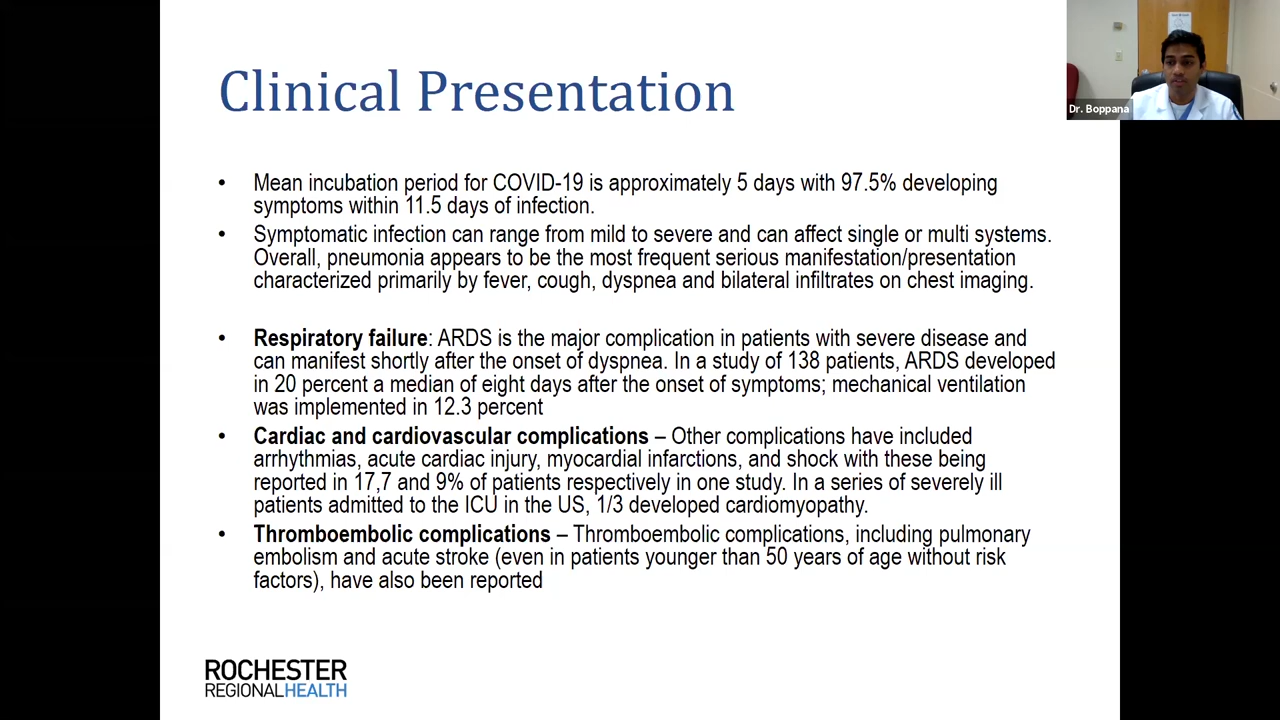 Clinical Presentation
Dr. Boppana
• Mean incubation period for COVID-19 is approximately 5 days with 97.5% developing
symptoms within 11.5 days of infection.
• Symptomatic infection can range from mild to severe and can affect single or multi systems.
Overall, pneumonia appears to be the most frequent serious manifestation/presentation
characterized primarily by fever, cough, dyspnea and bilateral infiltrates on chest imaging.
• Respiratory failure: ARDS is the major complication in patients with severe disease and
can manifest shortly after the onset of dyspnea. In a study of 138 patients, ARDS developed
in 20 percent a median of eight days after the onset of symptoms; mechanical ventilation
was implemented in 12.3 percent
• Cardiac and cardiovascular complications – Other complications have included
arrhythmias, acute cardiac injury, myocardial infarctions, and shock with these being
reported in 17,7 and 9% of patients respectively in one study. In a series of severely ill
patients admitted to the ICU in the US, 1/3 developed cardiomyopathy.
• Thromboembolic complications – Thromboembolic complications, including pulmonary
embolism and acute stroke (even in patients younger than 50 years of age without risk
factors), have also been reported
ROCHESTER
REGIONALHEALTH